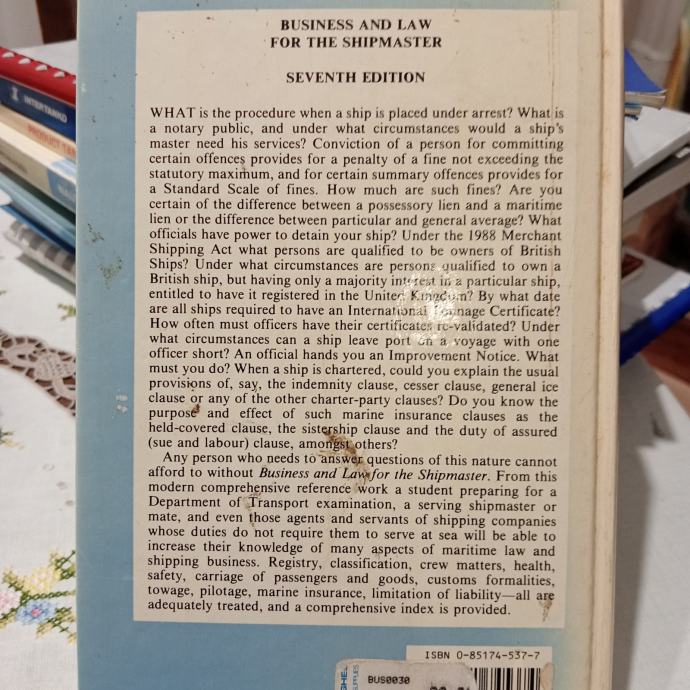 BUSINESS AND LAW
FOR THE SHIPMASTER
SEVENTH EDITION
WHAT is the procedure when a ship is placed under arrest? What is
a notary public, and under what circumstances would a ship's
master need his services? Conviction of a person for committing
certain offences provides for a penalty of a fine not exceeding the
statutory maximum, and for certain summary offences provides for
a Standard Scale of fines. How much are such fines? Are you
certain of the difference between a possessory lien and a maritime
lien or the difference between particular and general average? What
officials have power to detain your ship? Under the 1988 Merchant
Shipping Act what persons are qualified to be owners of British
Ships? Under what circumstances are persons qualified to own a
British ship, but having only a majority interest in a particular ship,
entitled to have it registered in the United Kingdom? By what date
are all ships required to have an International Tonnage Certificate?
How often must officers have their certificates re-validated? Under
what circumstances can a ship leave port on a voyage with one
officer short? An official hands you an Improvement Notice. What
must you do? When a ship is chartered, could you explain the usual
provisions of, say, the indemnity clause, cesser clause, general ice
clause or any of the other charter-party clauses? Do you know the
purpose and effect of such marine insurance clauses as the
held-covered clause, the sistership clause and the duty of assured
(sue and labour) clause, amongst others?
Any person who needs to answer questions of this nature cannot
afford to without Business and Law for the Shipmaster. From this
modern comprehensive reference work a student preparing for a
Department of Transport examination, a serving shipmaster or
mate, and even those agents and servants of shipping companies
whose duties do not require them to serve at sea will be able to
increase their knowledge of many aspects of maritime law and
shipping business. Registry, classification, crew matters, health,
safety, carriage of passengers and goods, customs formalities,
towage, pilotage, marine insurance, limitation of liability—all are
adequately treated, and a comprehensive index is provided.
ISBN 0-85174-537-7
BUS0030
INTERTANKO
PRODUCT